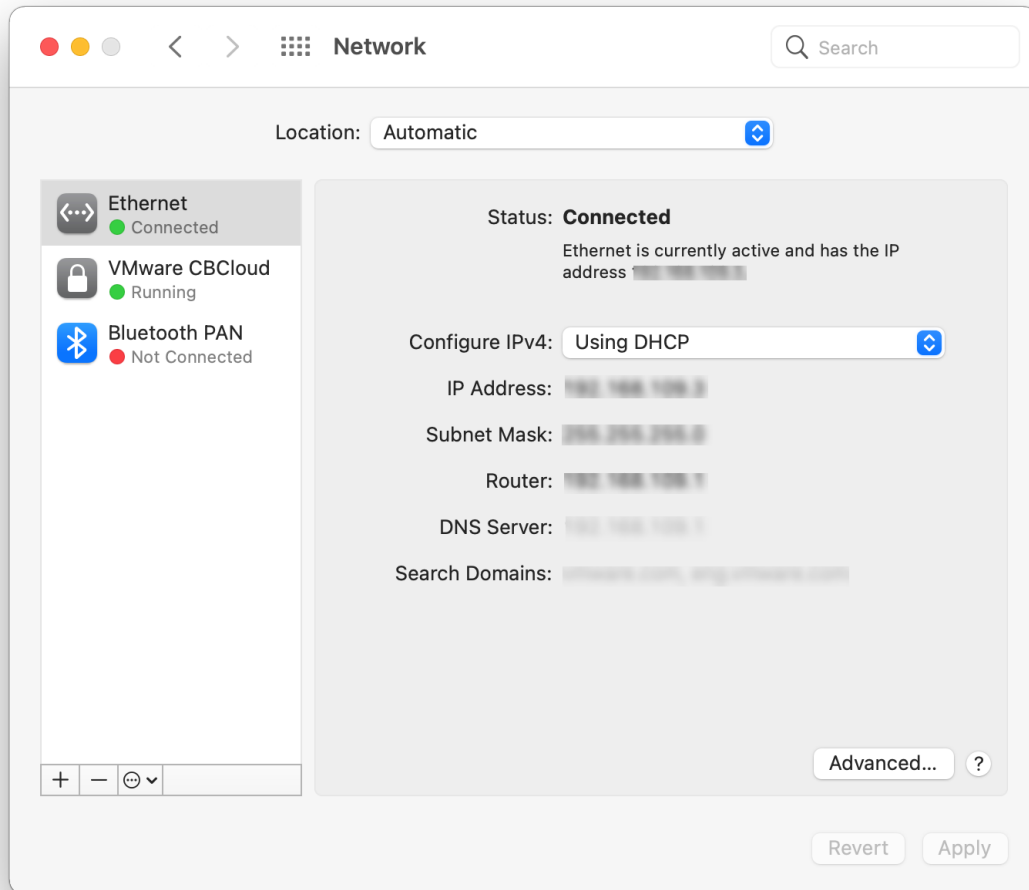 Network
Search
Location: Automatic
Ethernet
Connected
VMware CBCloud
Running
Bluetooth PAN
Not Connected
Status: Connected
Ethernet is currently active and has the IP
address
Configure IPv4: Using DHCP
IP Address:
Subnet Mask:
Router:
DNS Server:
Search Domains:
Advanced...
?
Revert
Apply